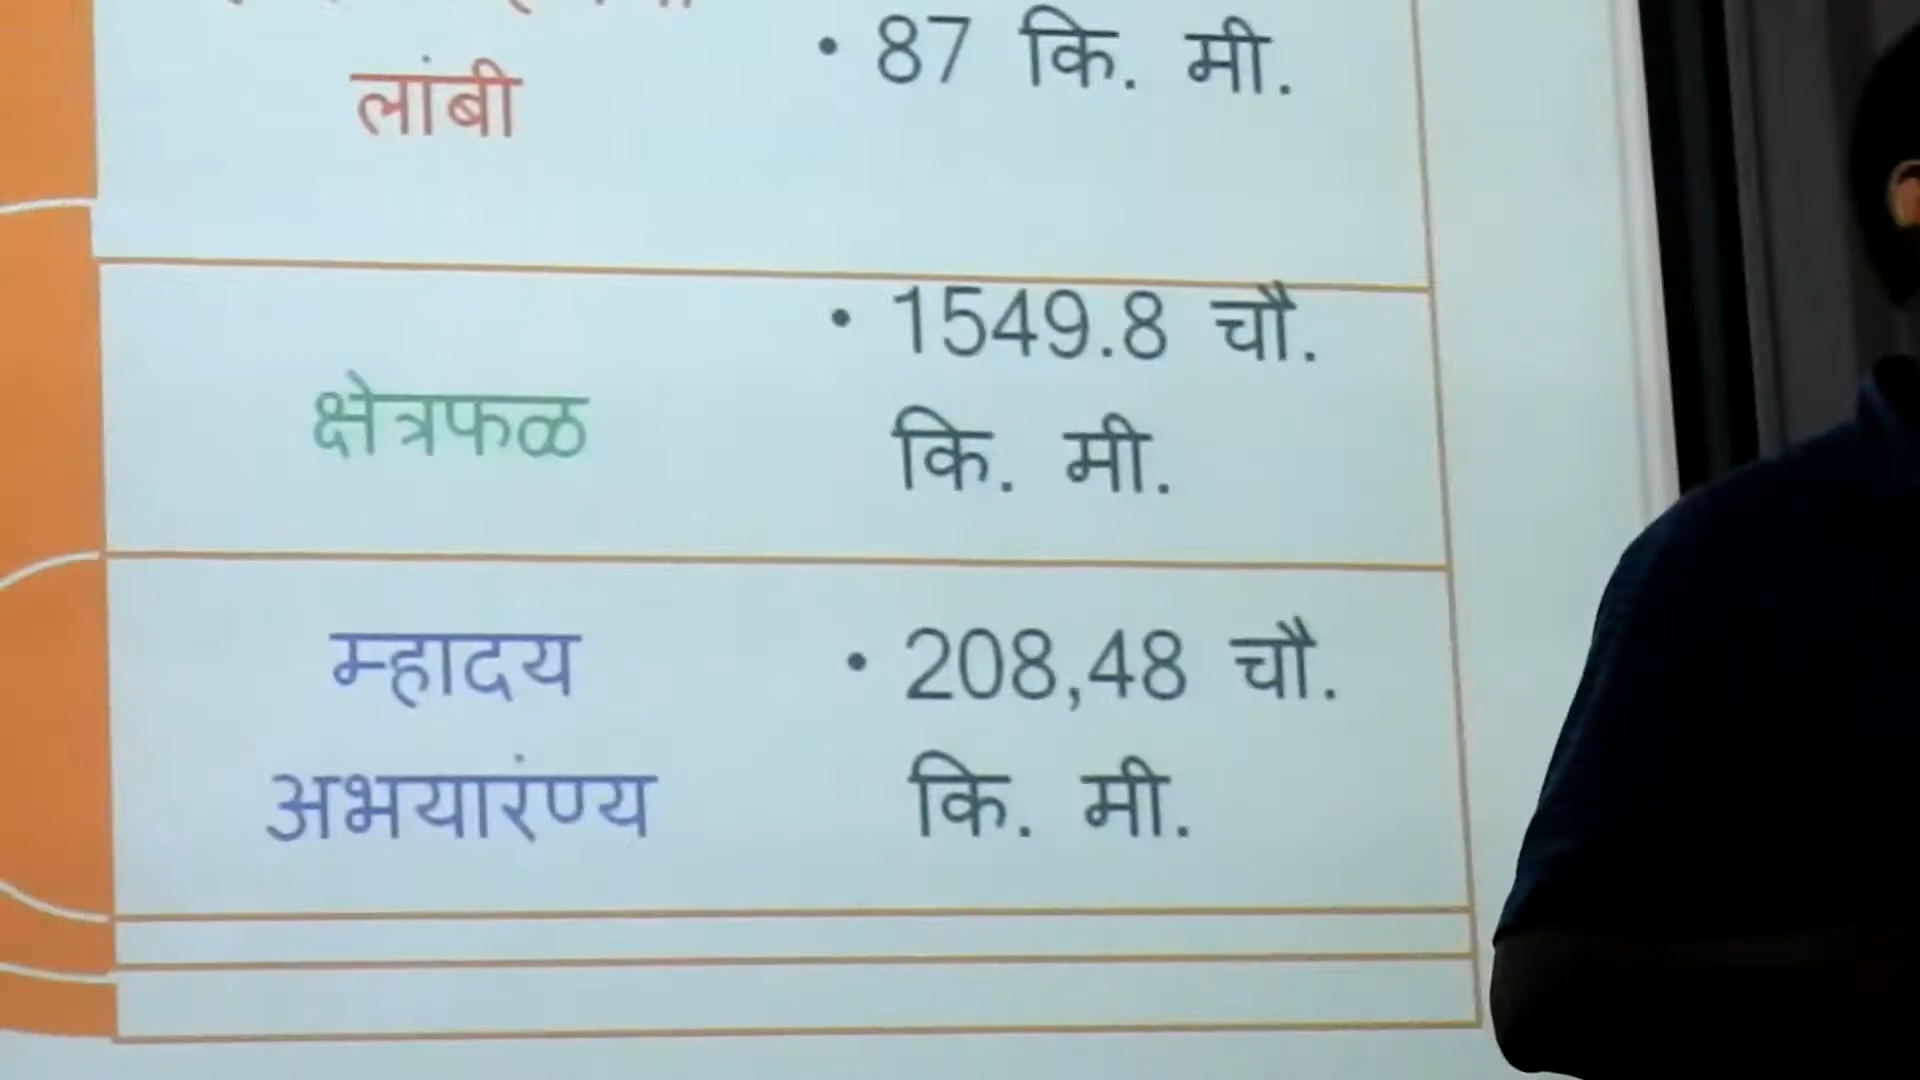 लांबी
• 87 कि. मी.
क्षेत्रफळ
• 1549.8 चौ.
कि. मी.
म्हादय
अभयारंण्य
• 208,48 चौ.
कि. मी.